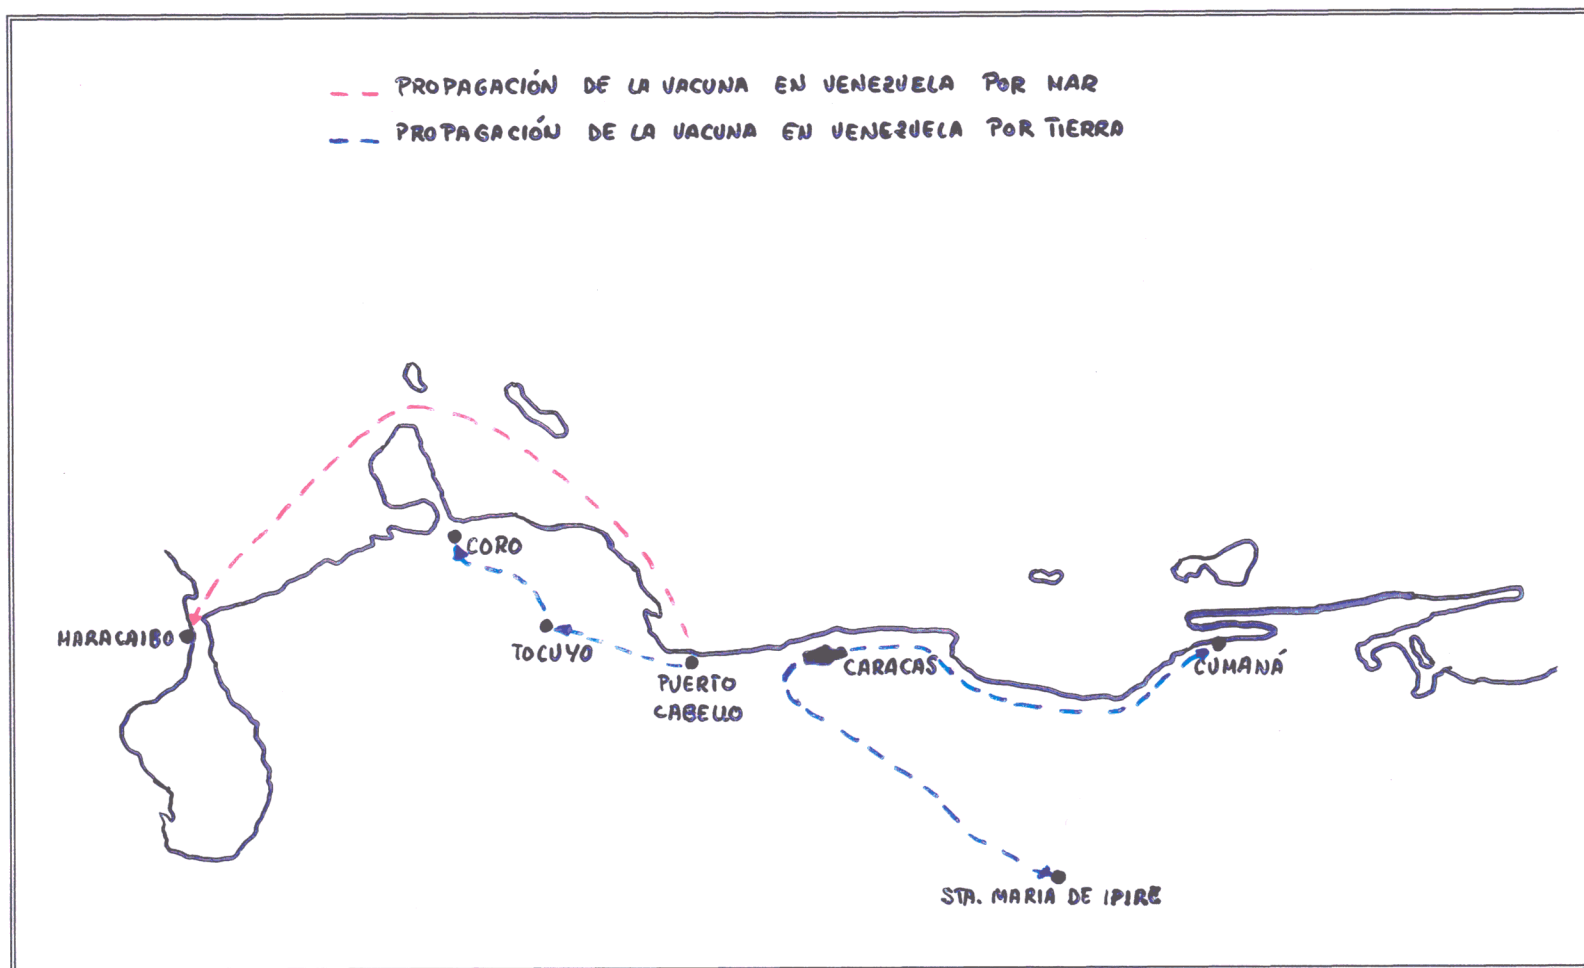 PROPAGACIÓN DE LA VACUNA EN VENEZUELA POR MAR
PROPAGACIÓN DE LA VACUNA EN VENEZUELA POR TIERRA
CORO
MARACAIBO
TOCUYO
PUERTO
CABELLO
CARACAS
CUMANÁ
STA. MARIA DE IPIRE